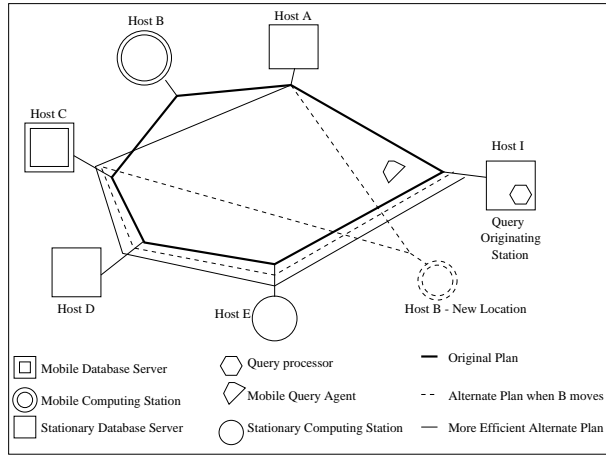 Host B
Host A
Host C
Host I
Query
Originating
Station
Host D
Host E
Host B - New Location
Mobile Database Server
Query processor
Original Plan
Mobile Computing Station
Mobile Query Agent
Alternate Plan when B moves
Stationary Database Server
Stationary Computing Station
More Efficient Alternate Plan